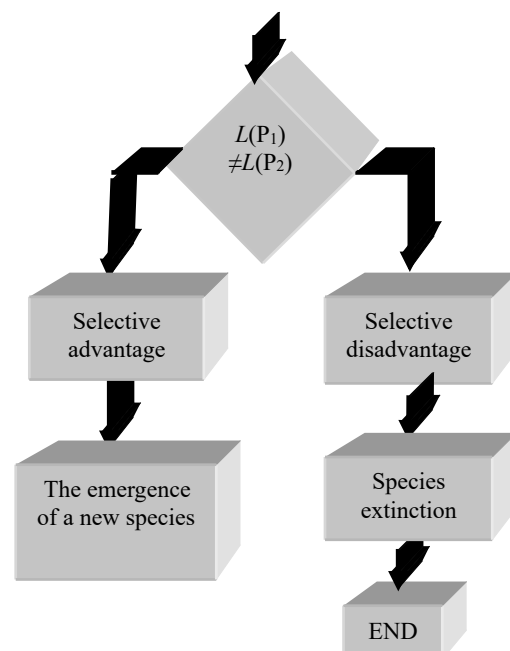 L(P₁)
≠L(P₂)
Selective
advantage
Selective
disadvantage
The emergence
of a new species
Species
extinction
END